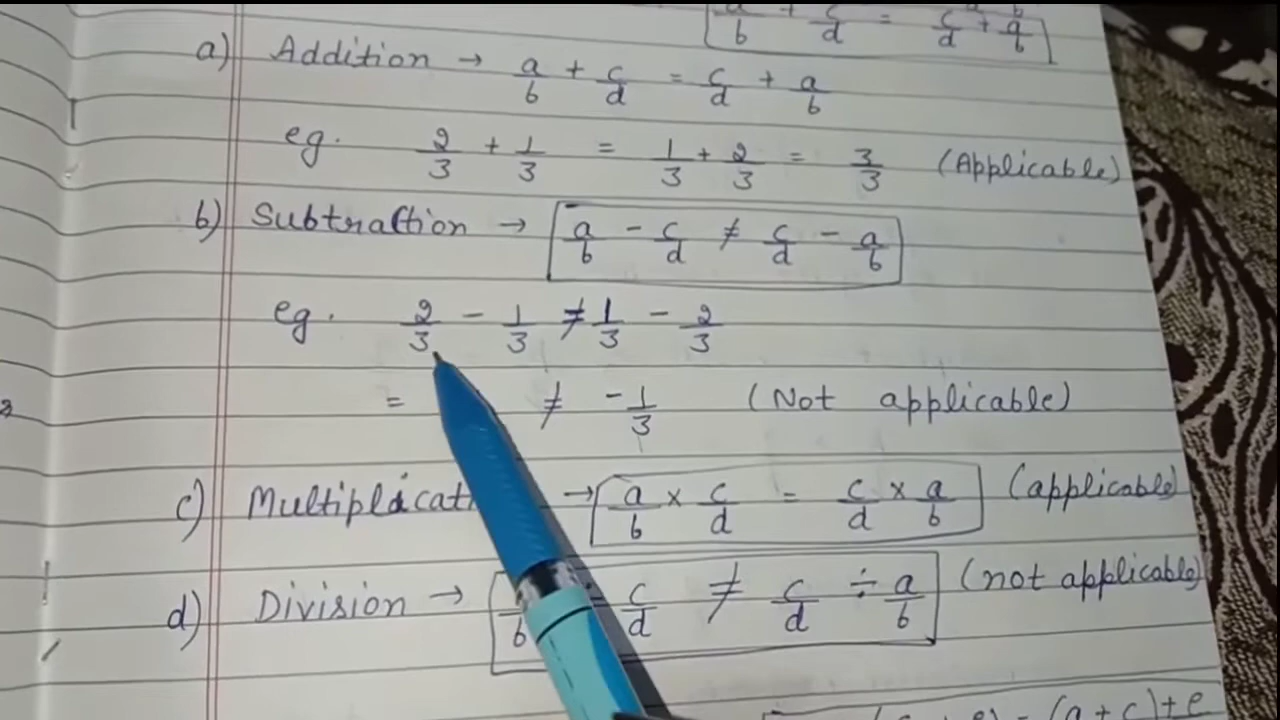 a/b + c/d = c/d + a/b
a) Addition → a/b + c/d = c/d + a/b
eg. 2/3 + 1/3 = 1/3 + 2/3 = 3/3 (Applicable)
b) Subtraction → a/b - c/d ≠ c/d - a/b
eg. 2/3 - 1/3 ≠ 1/3 - 2/3
= ≠ -1/3 (Not applicable)
c) → a/b × c/d = c/d × a/b (applicable)
d) Division → b c/d ≠ c/d ÷ a/b (not applicable)
(a + c) + e